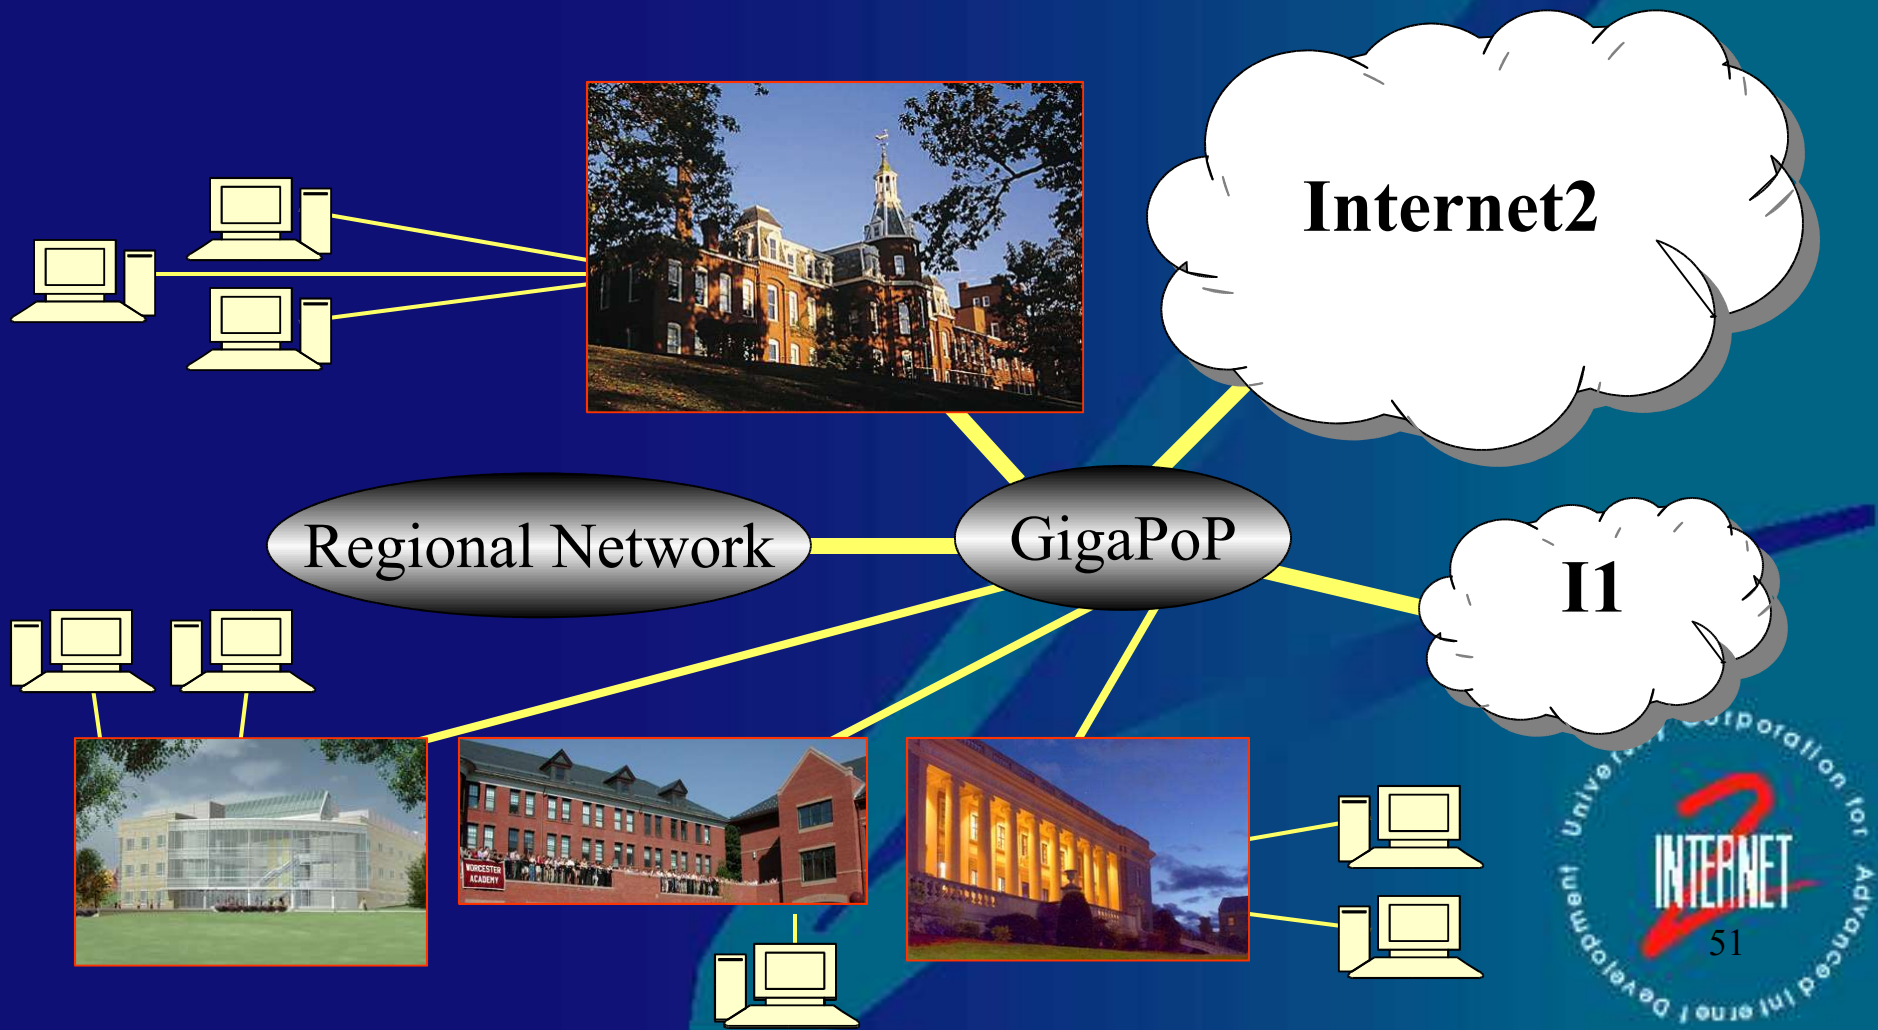 Internet2
Regional Network
GigaPoP
I1
WORCESTER
ACADEMY
University Corporation for Advanced Internet Development
INTERNET
2
51